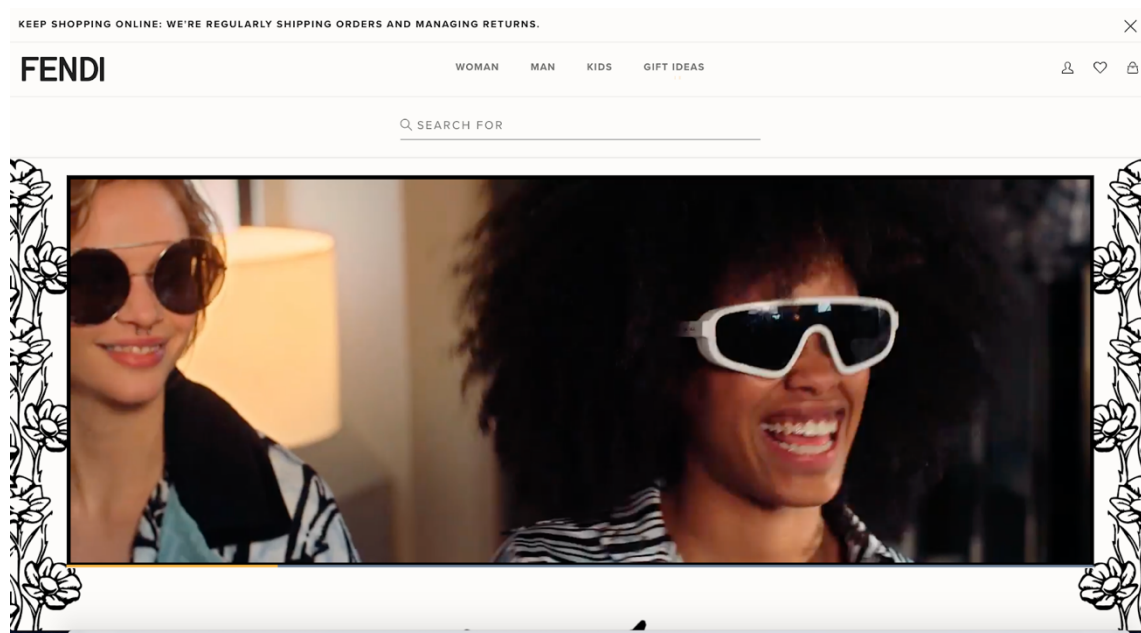 KEEP SHOPPING ONLINE: WE'RE REGULARLY SHIPPING ORDERS AND MANAGING RETURNS.
FENDI
WOMAN MAN KIDS GIFT IDEAS
SEARCH FOR